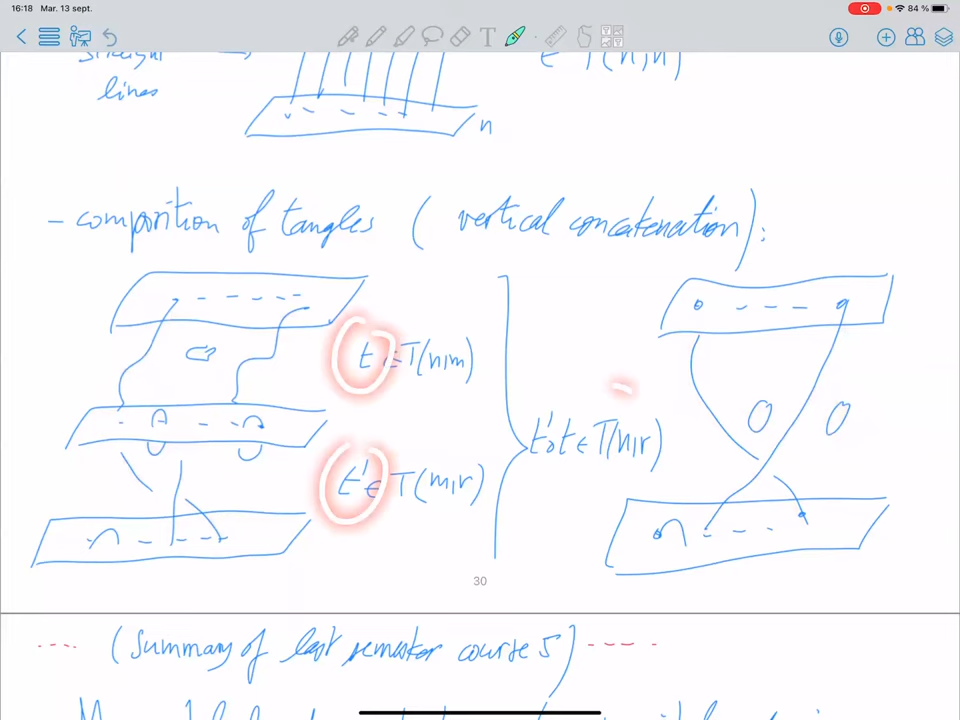 16:18 Mar. 13 sept.
84 %
T
straight
lines
∈ T(n,n)
n
- composition of tangles ( vertical concatenation ) :
t ∈ T(n,m)
t' ∈ T(m,r)
t'∘t ∈ T(n,r)
30
(Summary of last semester course 5)